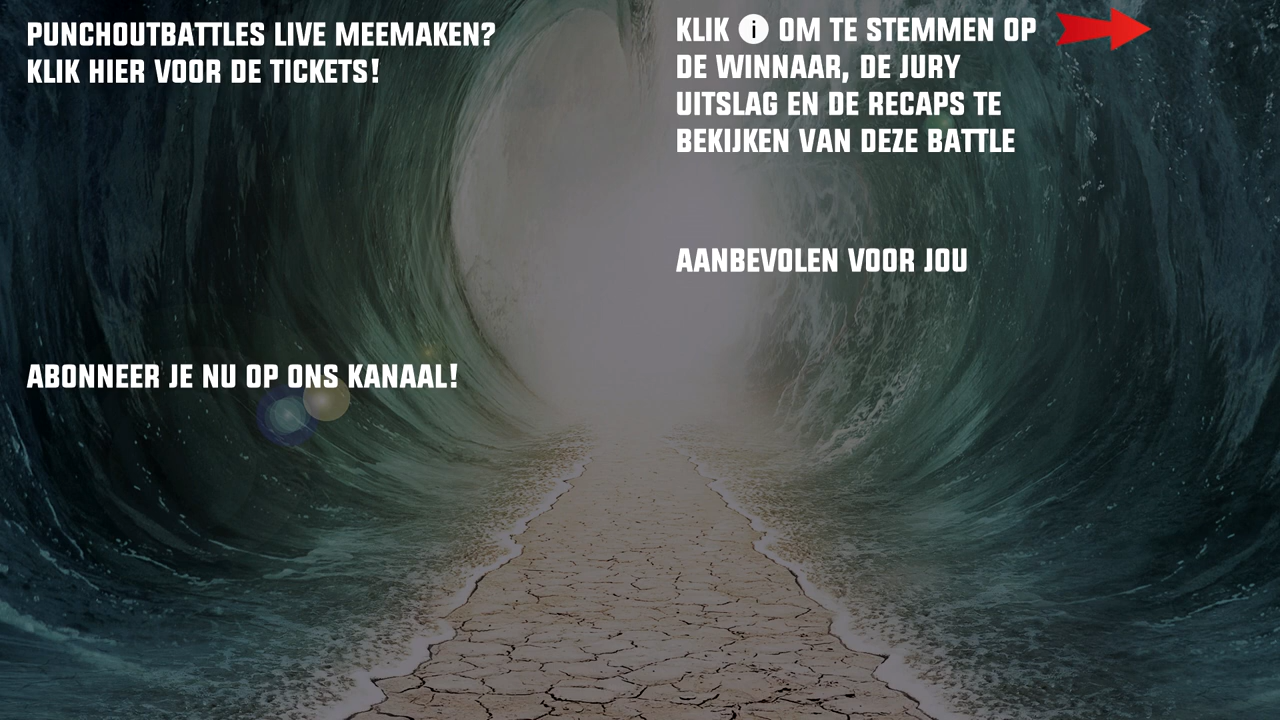 PUNCHOUTBATTLES LIVE MEEMAKEN?
KLIK HIER VOOR DE TICKETS!
KLIK i OM TE STEMMEN OP
DE WINNAAR, DE JURY
UITSLAG EN DE RECAPS TE
BEKIJKEN VAN DEZE BATTLE
AANBEVOLEN VOOR JOU
ABONNEER JE NU OP ONS KANAAL!